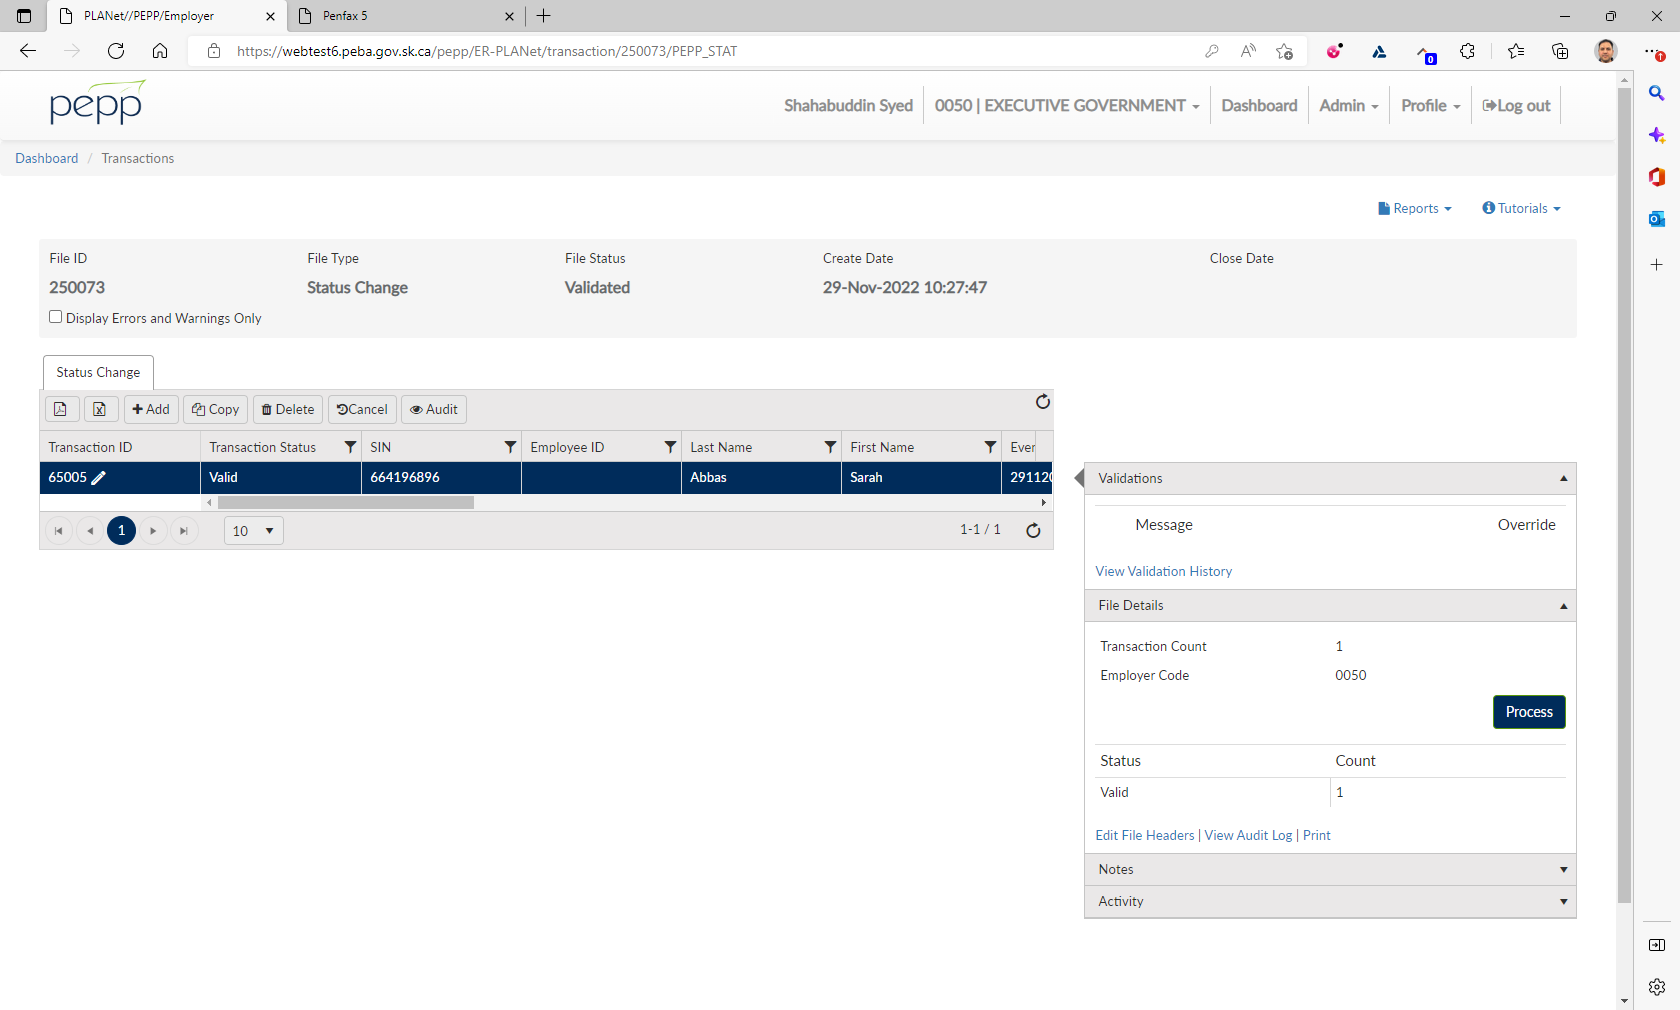 PLANet//PEPP/Employer
Penfax 5
https://webtest6.peba.gov.sk.ca/pepp/ER-PLANet/transaction/250073/PEPP_STAT
0
pepp
Shahabuddin Syed
0050 | EXECUTIVE GOVERNMENT
Dashboard
Admin
Profile
Log out
Dashboard / Transactions
Reports
Tutorials
File ID
File Type
File Status
Create Date
Close Date
250073
Status Change
Validated
29-Nov-2022 10:27:47
Display Errors and Warnings Only
Status Change
Add
Copy
Delete
Cancel
Audit
Transaction ID
Transaction Status
SIN
Employee ID
Last Name
First Name
Ever
65005
Valid
664196896
Abbas
Sarah
291120
1
10
1-1 / 1
Validations
Message
Override
View Validation History
File Details
Transaction Count 1
Employer Code 0050
Process
Status Count
Valid 1
Edit File Headers | View Audit Log | Print
Notes
Activity